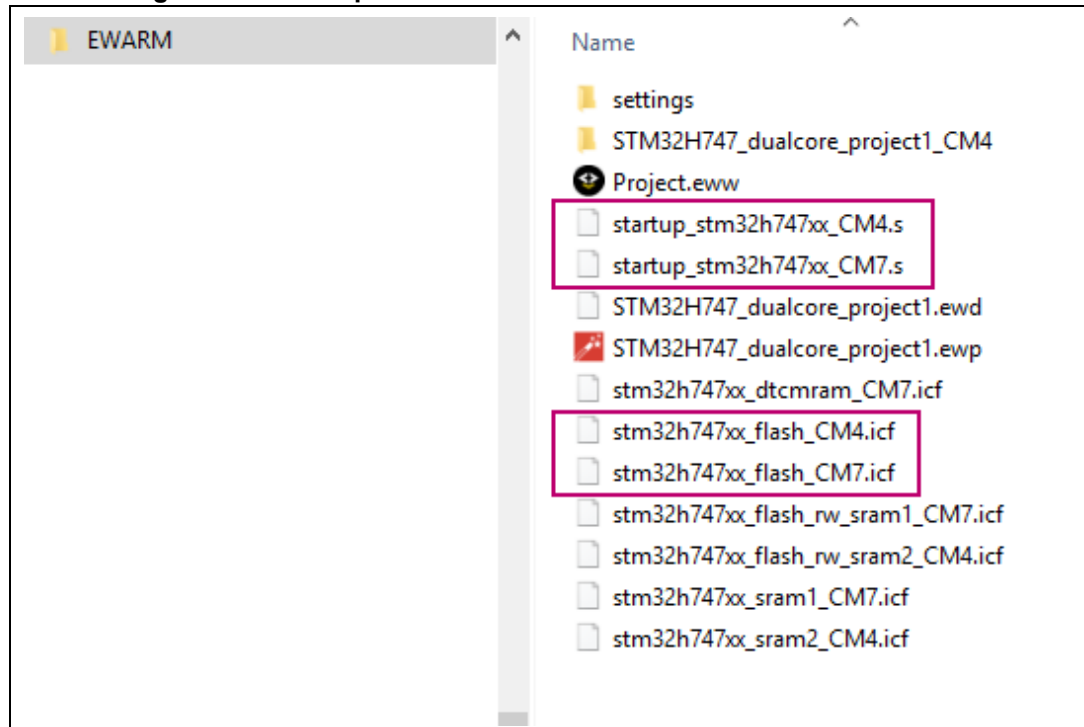 EWARM
Name
settings
STM32H747_dualcore_project1_CM4
Project.eww
startup_stm32h747xx_CM4.s
startup_stm32h747xx_CM7.s
STM32H747_dualcore_project1.ewd
STM32H747_dualcore_project1.ewp
stm32h747xx_dtcmram_CM7.icf
stm32h747xx_flash_CM4.icf
stm32h747xx_flash_CM7.icf
stm32h747xx_flash_rw_sram1_CM7.icf
stm32h747xx_flash_rw_sram2_CM4.icf
stm32h747xx_sram1_CM7.icf
stm32h747xx_sram2_CM4.icf